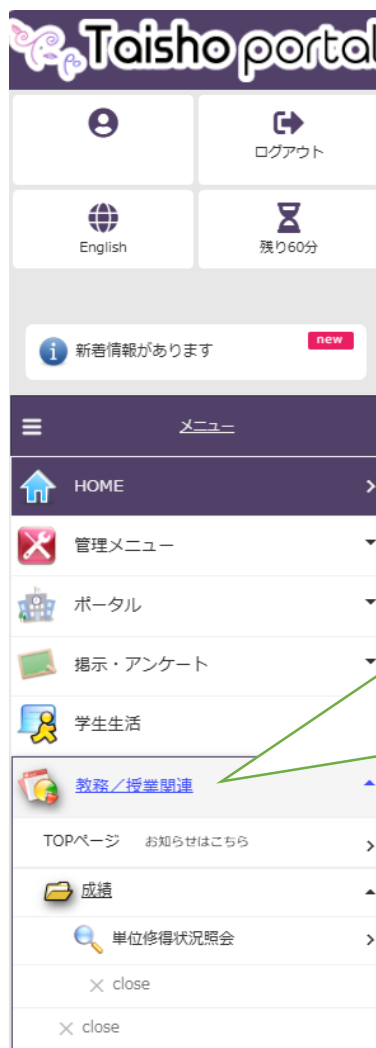 Taisho portal
ログアウト
English
残り60分
新着情報があります
new
メニュー
HOME
管理メニュー
ポータル
掲示・アンケート
学生生活
教務／授業関連
TOPページ お知らせはこちら
成績
単位修得状況照会
× close
× close